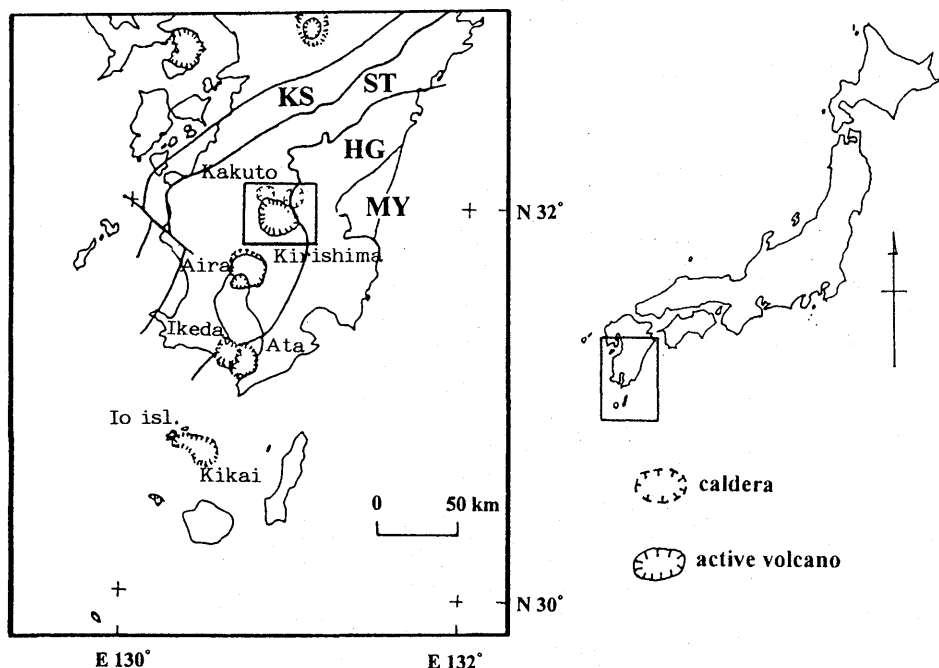 KS
ST
HG
Kakuto
MY
N 32°
Kirishima
Aira
Ikeda
Ata
Io isl.
Kikai
0 50 km
caldera
active volcano
N 30°
E 130°
E 132°